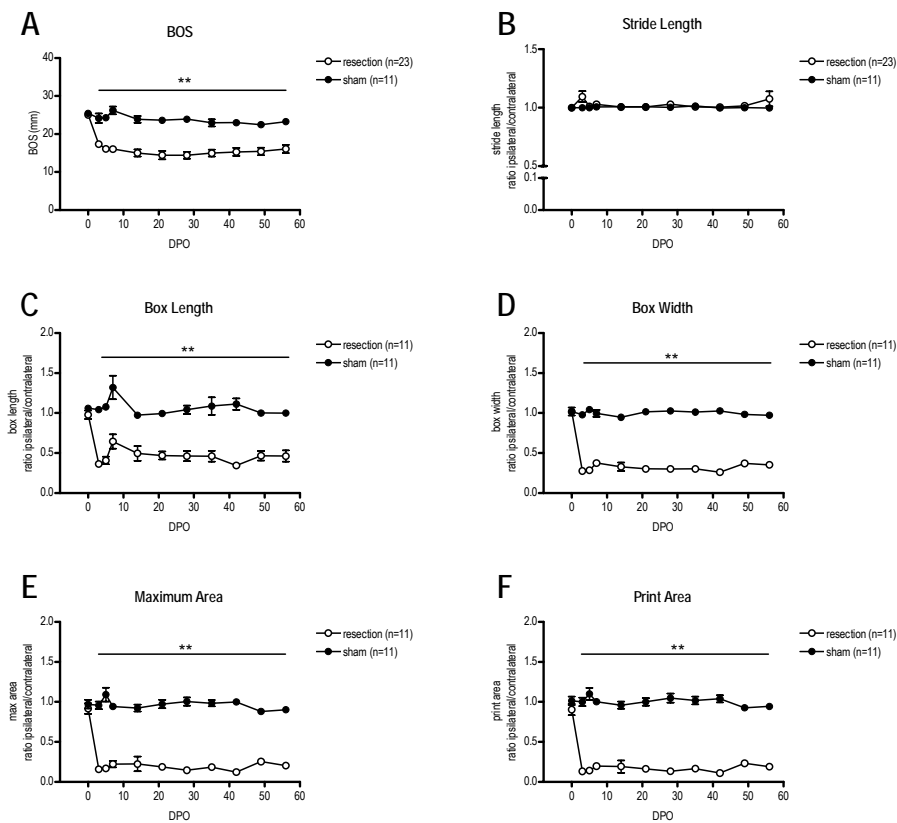 A
BOS
40
30
20
10
0
BOS (mm)
0 10 20 30 40 50 60
DPO
**
resection (n=23)
sham (n=11)
B
Stride Length
1.5
1.0
0.5
0.1
0.0
stride length
ratio ipsilateral/contralateral
0 10 20 30 40 50 60
DPO
resection (n=23)
sham (n=11)
C
Box Length
2.0
1.5
1.0
0.5
0.0
box length
ratio ipsilateral/contralateral
0 10 20 30 40 50 60
DPO
**
resection (n=11)
sham (n=11)
D
Box Width
2.0
1.5
1.0
0.5
0.0
box width
ratio ipsilateral/contralateral
0 10 20 30 40 50 60
DPO
**
resection (n=11)
sham (n=11)
E
Maximum Area
2.0
1.5
1.0
0.5
0.0
max area
ratio ipsilateral/contralateral
0 10 20 30 40 50 60
DPO
**
resection (n=11)
sham (n=11)
F
Print Area
2.0
1.5
1.0
0.5
0.0
print area
ratio ipsilateral/contralateral
0 10 20 30 40 50 60
DPO
**
resection (n=11)
sham (n=11)